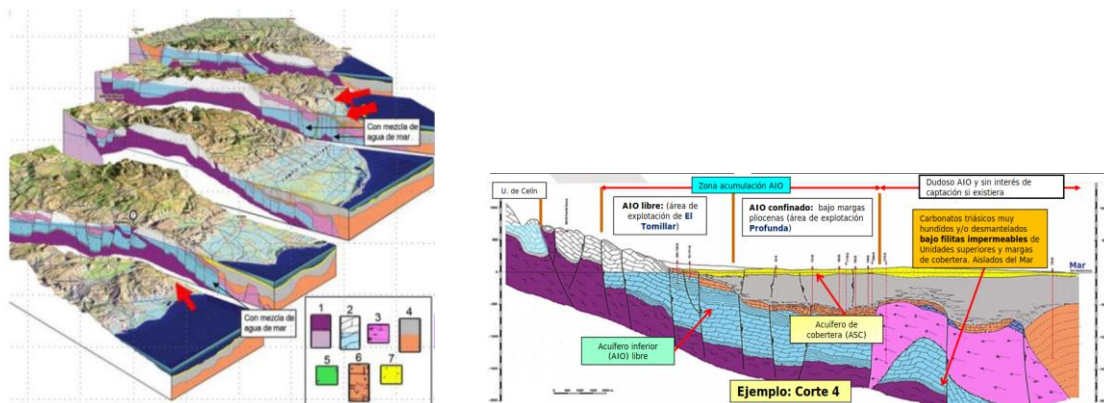 Con mezcla de
agua de mar
Con mezcla de
agua de mar
1
2
3
4
5
6
7
U. de Celín
Zona acumulación AIO
Dudoso AIO y sin interés de
captación si existiera
AIO libre: (área de
explotación de El
Tomillar)
AIO confinado: bajo margas
pliocenas (área de explotación
Profunda)
Carbonatos triásicos muy
hundidos y/o desmantelados
bajo filitas impermeables de
Unidades superiores y margas
de cobertera. Aislados del Mar
Mar
Acuífero de
cobertera (ASC)
Acuífero inferior
(AIO) libre
Ejemplo: Corte 4